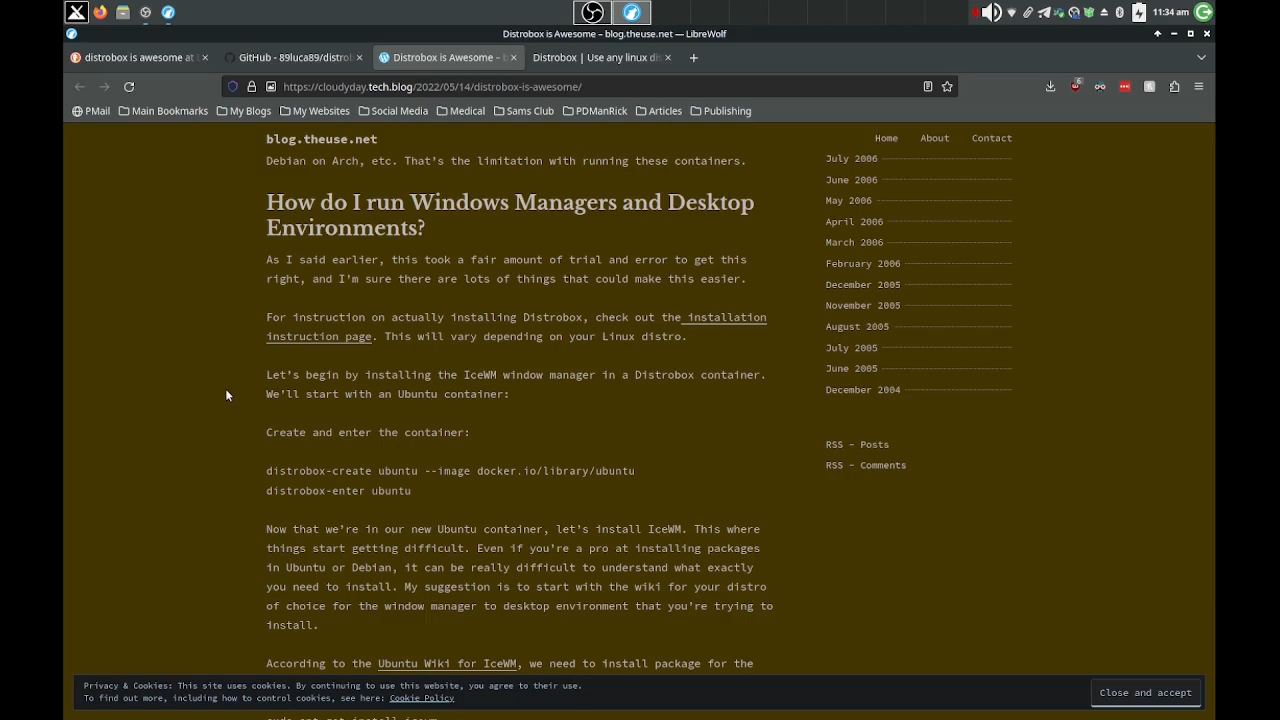 11:34 am
Distrobox is Awesome – blog.theuse.net — LibreWolf
distrobox is awesome at
GitHub - 89luca89/distro
Distrobox is Awesome – b
Distrobox | Use any linux dis
https://cloudyday.tech.blog/2022/05/14/distrobox-is-awesome/
6
PMail
Main Bookmarks
My Blogs
My Websites
Social Media
Medical
Sams Club
PDManRick
Articles
Publishing
blog.theuse.net
Home
About
Contact
Debian on Arch, etc. That’s the limitation with running these containers.
How do I run Windows Managers and Desktop
Environments?
As I said earlier, this took a fair amount of trial and error to get this
right, and I’m sure there are lots of things that could make this easier.
For instruction on actually installing Distrobox, check out the installation
instruction page. This will vary depending on your Linux distro.
Let’s begin by installing the IceWM window manager in a Distrobox container.
We'll start with an Ubuntu container:
Create and enter the container:
distrobox-create ubuntu --image docker.io/library/ubuntu
distrobox-enter ubuntu
Now that we’re in our new Ubuntu container, let’s install IceWM. This where
things start getting difficult. Even if you’re a pro at installing packages
in Ubuntu or Debian, it can be really difficult to understand what exactly
you need to install. My suggestion is to start with the wiki for your distro
of choice for the window manager to desktop environment that you’re trying to
install.
According to the Ubuntu Wiki for IceWM, we need to install package for the
July 2006
June 2006
May 2006
April 2006
March 2006
February 2006
December 2005
November 2005
August 2005
July 2005
June 2005
December 2004
RSS - Posts
RSS - Comments
Privacy & Cookies: This site uses cookies. By continuing to use this website, you agree to their use.
To find out more, including how to control cookies, see here: Cookie Policy
Close and accept